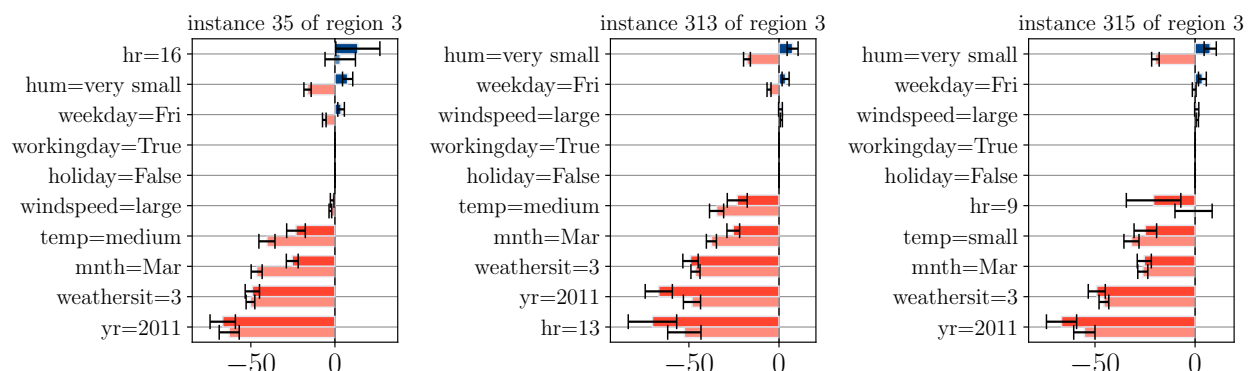 instance 35 of region 3
hr=16
hum=very small
weekday=Fri
workingday=True
holiday=False
windspeed=large
temp=medium
mnth=Mar
weathersit=3
yr=2011
−50 0
instance 313 of region 3
hum=very small
weekday=Fri
windspeed=large
workingday=True
holiday=False
temp=medium
mnth=Mar
weathersit=3
yr=2011
hr=13
−50 0
instance 315 of region 3
hum=very small
weekday=Fri
windspeed=large
workingday=True
holiday=False
hr=9
temp=small
mnth=Mar
weathersit=3
yr=2011
−50 0